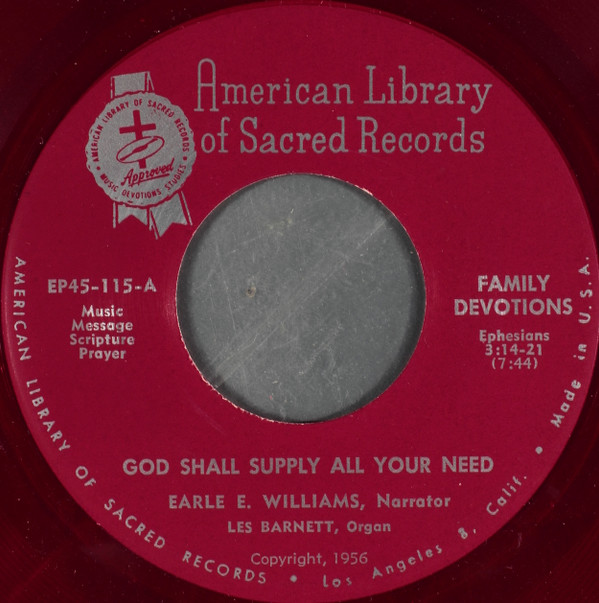 American Library
of Sacred Records
AMERICAN LIBRARY OF SACRED RECORDS
Approved
MUSIC DEVOTIONS STUDIES
EP45-115-A
Music
Message
Scripture
Prayer
FAMILY
DEVOTIONS
Ephesians
3:14-21
(7:44)
GOD SHALL SUPPLY ALL YOUR NEED
EARLE E. WILLIAMS, Narrator
LES BARNETT, Organ
Copyright, 1956
AMERICAN LIBRARY OF SACRED RECORDS • Los Angeles 8, Calif. • Made in U.S.A.